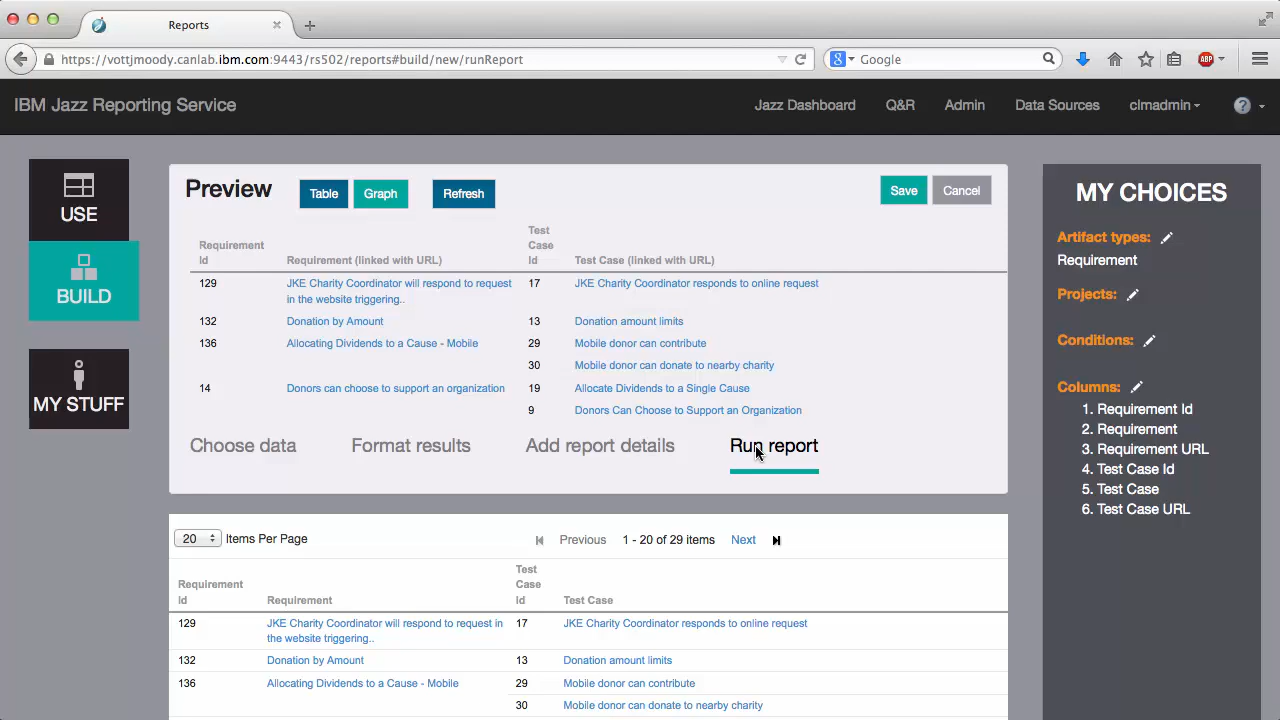 Reports
https://vottjmoody.canlab.ibm.com:9443/rs502/reports#build/new/runReport
Google
ABP
IBM Jazz Reporting Service
Jazz Dashboard
Q&R
Admin
Data Sources
clmadmin
?
USE
BUILD
MY STUFF
Preview
Table
Graph
Refresh
Save
Cancel
Requirement
Id
Requirement (linked with URL)
Test
Case
Id
Test Case (linked with URL)
129
JKE Charity Coordinator will respond to request
in the website triggering..
17
JKE Charity Coordinator responds to online request
132
Donation by Amount
13
Donation amount limits
136
Allocating Dividends to a Cause - Mobile
29
Mobile donor can contribute
30
Mobile donor can donate to nearby charity
14
Donors can choose to support an organization
19
Allocate Dividends to a Single Cause
9
Donors Can Choose to Support an Organization
Choose data
Format results
Add report details
Run report
20
Items Per Page
Previous
1 - 20 of 29 items
Next
Requirement
Id
Requirement
Test
Case
Id
Test Case
129
JKE Charity Coordinator will respond to request in
the website triggering..
17
JKE Charity Coordinator responds to online request
132
Donation by Amount
13
Donation amount limits
136
Allocating Dividends to a Cause - Mobile
29
Mobile donor can contribute
30
Mobile donor can donate to nearby charity
MY CHOICES
Artifact types:
Requirement
Projects:
Conditions:
Columns:
1. Requirement Id
2. Requirement
3. Requirement URL
4. Test Case Id
5. Test Case
6. Test Case URL